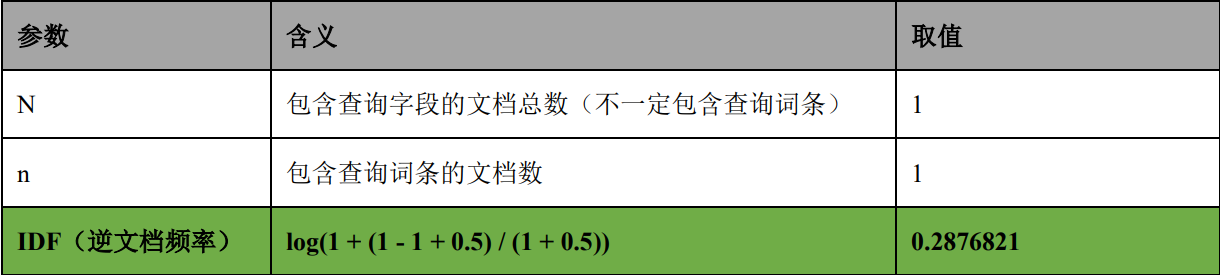 参数 含义 取值
N 包含查询字段的文档总数（不一定包含查询词条） 1
n 包含查询词条的文档数 1
IDF（逆文档频率） log(1 + (1 - 1 + 0.5) / (1 + 0.5)) 0.2876821